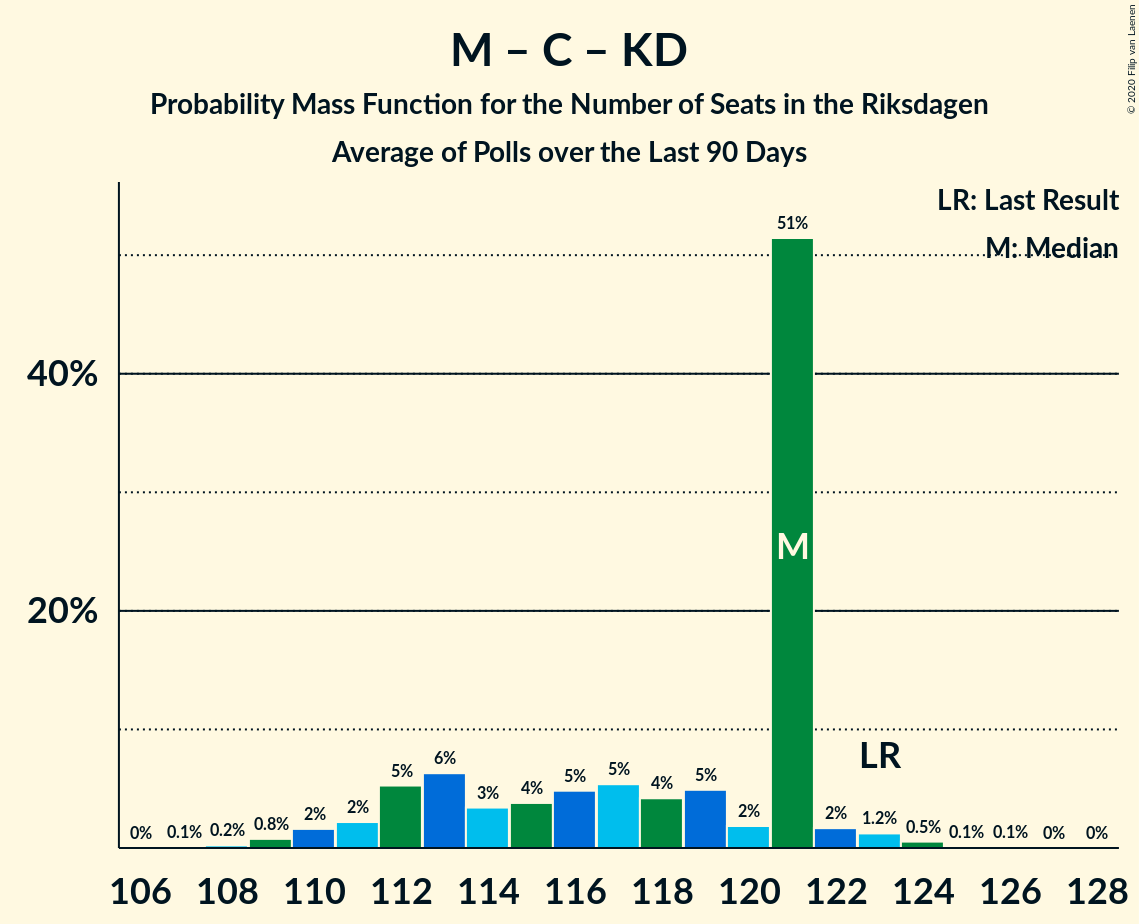 © 2020 Filip van Laenen
M – C – KD
Probability Mass Function for the Number of Seats in the Riksdagen
Average of Polls over the Last 90 Days
LR: Last Result
M: Median
40%
20%
0%
0.1%
0.2%
0.8%
2%
2%
5%
6%
3%
4%
5%
5%
4%
5%
2%
51%
M
2%
LR
1.2%
0.5%
0.1%
0.1%
0%
0%
106 108 110 112 114 116 118 120 122 124 126 128